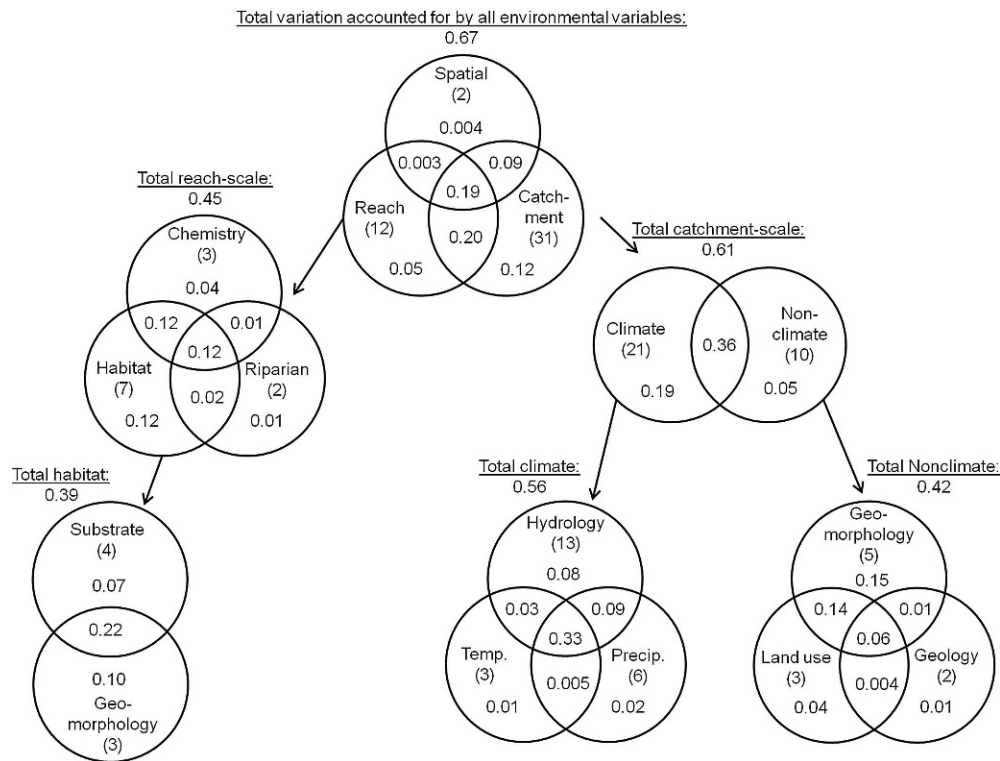 Total variation accounted for by all environmental variables:
0.67
Spatial
(2)
0.004
0.003
0.09
0.19
Reach
(12)
Catch-
ment
(31)
0.20
0.05
0.12
Total reach-scale:
0.45
Chemistry
(3)
0.04
0.12
0.01
0.12
Habitat
(7)
Riparian
(2)
0.02
0.12
0.01
Total catchment-scale:
0.61
Climate
(21)
0.36
Non-
climate
(10)
0.19
0.05
Total habitat:
0.39
Substrate
(4)
0.07
0.22
0.10
Geo-
morphology
(3)
Total climate:
0.56
Hydrology
(13)
0.08
0.03
0.09
0.33
Temp.
(3)
Precip.
(6)
0.005
0.01
0.02
Total Nonclimate:
0.42
Geo-
morphology
(5)
0.15
0.14
0.01
0.06
Land use
(3)
Geology
(2)
0.004
0.04
0.01